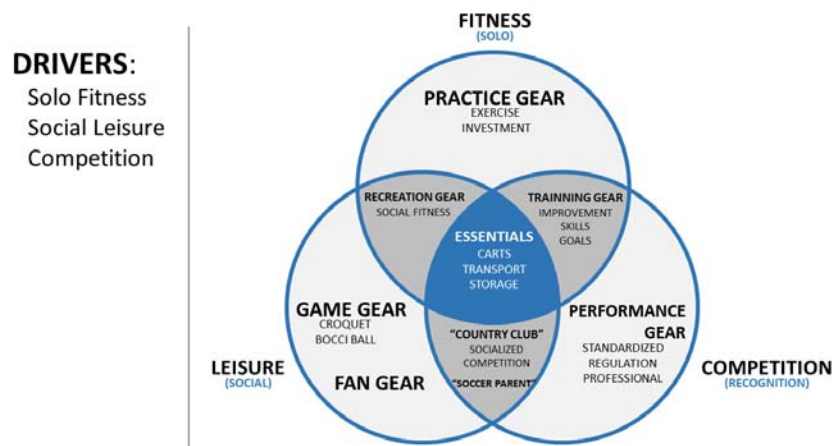 DRIVERS:
Solo Fitness
Social Leisure
Competition
FITNESS
(SOLO)
PRACTICE GEAR
EXERCISE
INVESTMENT
RECREATION GEAR
SOCIAL FITNESS
TRAINNING GEAR
IMPROVEMENT
SKILLS
GOALS
ESSENTIALS
CARTS
TRANSPORT
STORAGE
GAME GEAR
CROQUET
BOCCI BALL
FAN GEAR
"COUNTRY CLUB"
SOCIALIZED
COMPETITION
"SOCCER PARENT"
PERFORMANCE
GEAR
STANDARDIZED
REGULATION
PROFESSIONAL
LEISURE
(SOCIAL)
COMPETITION
(RECOGNITION)